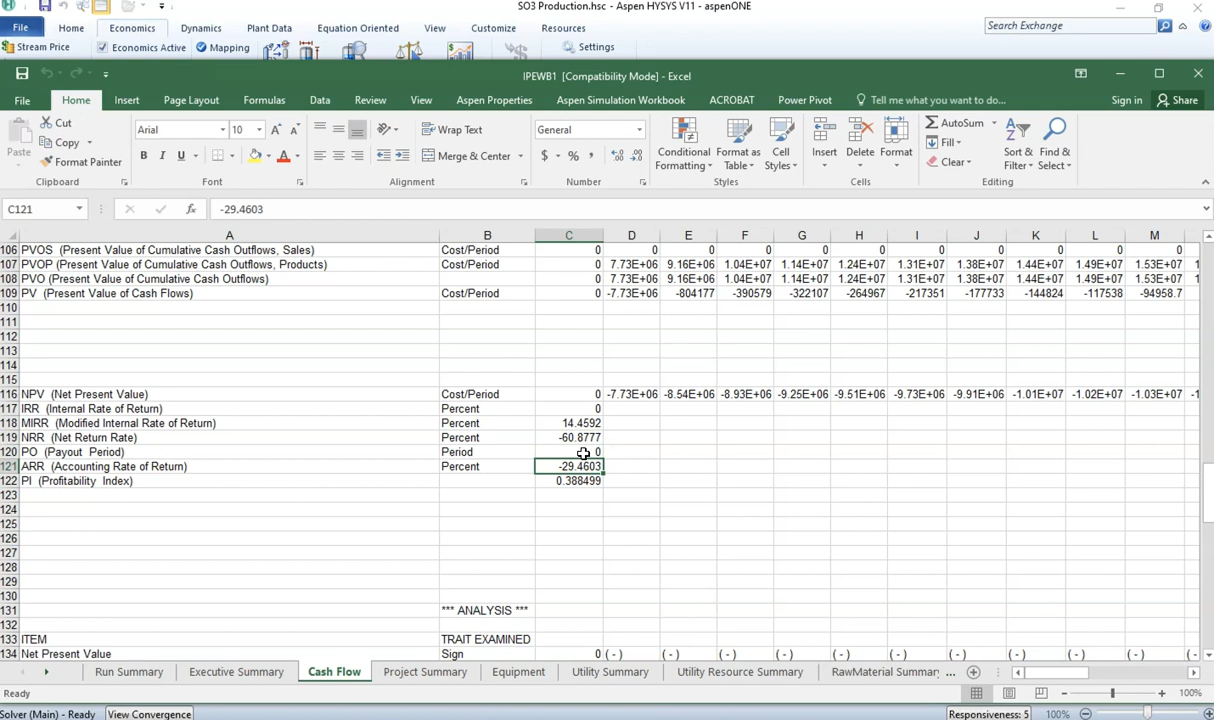 SO3 Production.hsc - Aspen HYSYS V11 - aspenONE
File Home Economics Dynamics Plant Data Equation Oriented View Customize Resources Search Exchange
Stream Price Economics Active Mapping Settings
IPEWB1 [Compatibility Mode] - Excel
File Home Insert Page Layout Formulas Data Review View Aspen Properties Aspen Simulation Workbook ACROBAT Power Pivot Tell me what you want to do... Sign in Share
Cut Arial 10 Wrap Text General AutoSum
Copy Fill
Paste Format Painter B I U Merge & Center $ % , Conditional Formatting Format as Table Cell Styles Insert Delete Format Clear Sort & Filter Find & Select
Clipboard Font Alignment Number Styles Cells Editing
C121 fx -29.4603
A B C D E F G H I J K L M
106 PVOS (Present Value of Cumulative Cash Outflows, Sales) Cost/Period 0 0 0 0 0 0 0 0 0 0 0
107 PVOP (Present Value of Cumulative Cash Outflows, Products) Cost/Period 0 7.73E+06 9.16E+06 1.04E+07 1.14E+07 1.24E+07 1.31E+07 1.38E+07 1.44E+07 1.49E+07 1.53E+07 1
108 PVO (Present Value of Cumulative Cash Outflows) Cost/Period 0 7.73E+06 9.16E+06 1.04E+07 1.14E+07 1.24E+07 1.31E+07 1.38E+07 1.44E+07 1.49E+07 1.53E+07 1
109 PV (Present Value of Cash Flows) Cost/Period 0 -7.73E+06 -804177 -390579 -322107 -264967 -217351 -177733 -144824 -117538 -94958.7
110
111
112
113
114
115
116 NPV (Net Present Value) Cost/Period 0 -7.73E+06 -8.54E+06 -8.93E+06 -9.25E+06 -9.51E+06 -9.73E+06 -9.91E+06 -1.01E+07 -1.02E+07 -1.03E+07 -1
117 IRR (Internal Rate of Return) Percent 0
118 MIRR (Modified Internal Rate of Return) Percent 14.4592
119 NRR (Net Return Rate) Percent -60.8777
120 PO (Payout Period) Period 0
121 ARR (Accounting Rate of Return) Percent -29.4603
122 PI (Profitability Index) 0.388499
123
124
125
126
127
128
129
130
131 *** ANALYSIS ***
132
133 ITEM TRAIT EXAMINED
134 Net Present Value Sign 0 ( - ) ( - ) ( - ) ( - ) ( - ) ( - ) ( - ) ( - ) ( - ) ( - )
Run Summary Executive Summary Cash Flow Project Summary Equipment Utility Summary Utility Resource Summary RawMaterial Summary ...
Ready 100%
Solver (Main) - Ready View Convergence Responsiveness: 5 100%